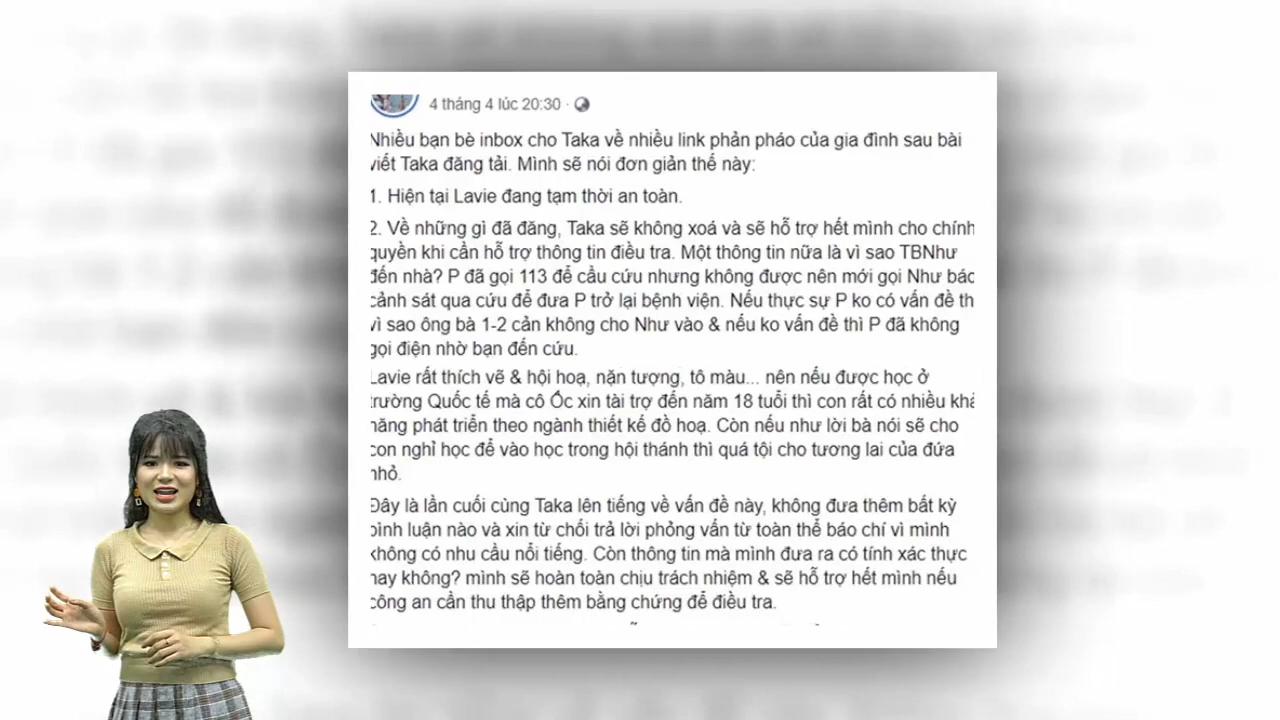 4 tháng 4 lúc 20:30 ·
Nhiều bạn bè inbox cho Taka về nhiều link phản pháo của gia đình sau bài
viết Taka đăng tải. Mình sẽ nói đơn giản thế này:
1. Hiện tại Lavie đang tạm thời an toàn.
2. Về những gì đã đăng, Taka sẽ không xoá và sẽ hỗ trợ hết mình cho chính
quyền khi cần hỗ trợ thông tin điều tra. Một thông tin nữa là vì sao TBNhư
đến nhà? P đã gọi 113 để cầu cứu nhưng không được nên mới gọi Như báo
cảnh sát qua cứu để đưa P trở lại bệnh viện. Nếu thực sự P ko có vấn đề th
vì sao ông bà 1-2 cản không cho Như vào & nếu ko vấn đề thì P đã không
gọi điện nhờ bạn đến cứu.
Lavie rất thích vẽ & hội hoạ, nặn tượng, tô màu... nên nếu được học ở
trường Quốc tế mà cô Ốc xin tài trợ đến năm 18 tuổi thì con rất có nhiều khả
năng phát triển theo ngành thiết kế đồ hoạ. Còn nếu như lời bà nói sẽ cho
con nghỉ học để vào học trong hội thánh thì quá tội cho tương lai của đứa
nhỏ.
Đây là lần cuối cùng Taka lên tiếng về vấn đề này, không đưa thêm bất kỳ
bình luận nào và xin từ chối trả lời phỏng vấn từ toàn thể báo chí vì mình
không có nhu cầu nổi tiếng. Còn thông tin mà mình đưa ra có tính xác thực
hay không? mình sẽ hoàn toàn chịu trách nhiệm & sẽ hỗ trợ hết mình nếu
công an cần thu thập thêm bằng chứng để điều tra.